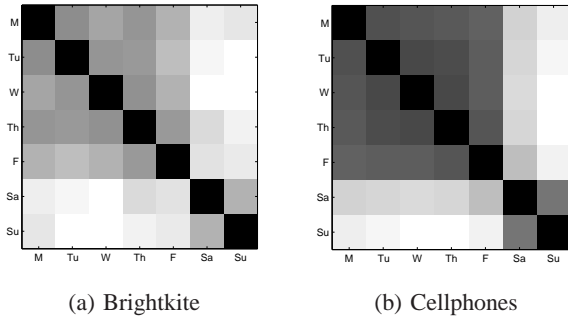 M
Tu
W
Th
F
Sa
Su
M Tu W Th F Sa Su
(a) Brightkite
M
Tu
W
Th
F
Sa
Su
M Tu W Th F Sa Su
(b) Cellphones